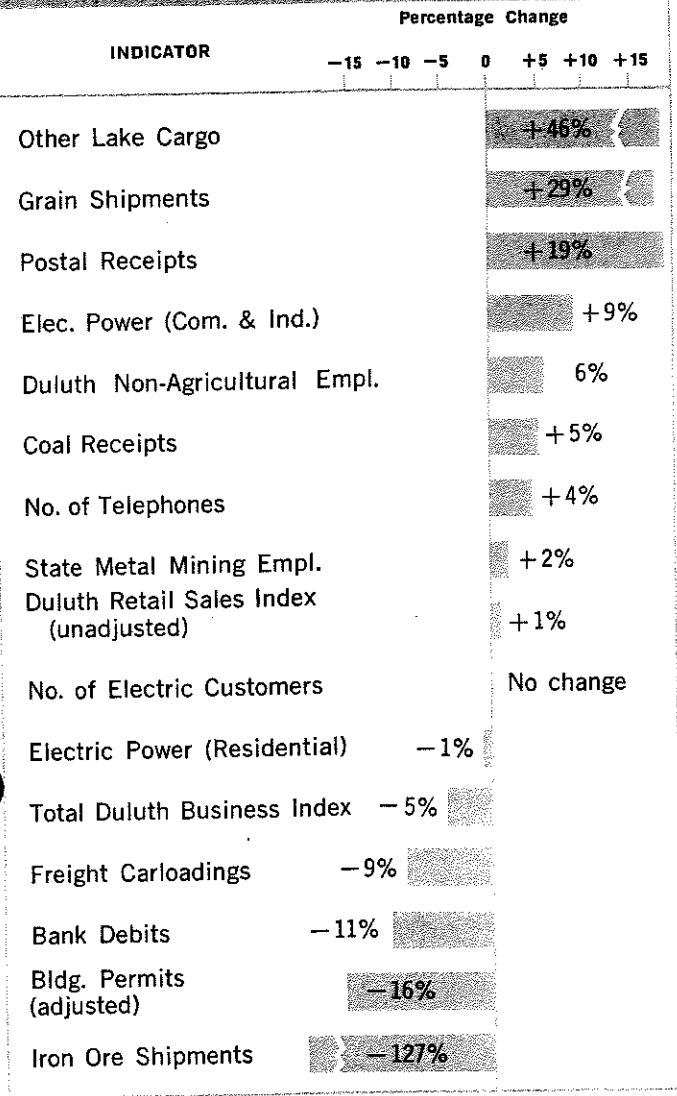 Percentage Change
INDICATOR
−15 −10 −5 0 +5 +10 +15
Other Lake Cargo +46%
Grain Shipments +29%
Postal Receipts +19%
Elec. Power (Com. & Ind.) +9%
Duluth Non-Agricultural Empl. 6%
Coal Receipts +5%
No. of Telephones +4%
State Metal Mining Empl. +2%
Duluth Retail Sales Index
(unadjusted) +1%
No. of Electric Customers No change
Electric Power (Residential) −1%
Total Duluth Business Index −5%
Freight Carloadings −9%
Bank Debits −11%
Bldg. Permits
(adjusted) −16%
Iron Ore Shipments −127%